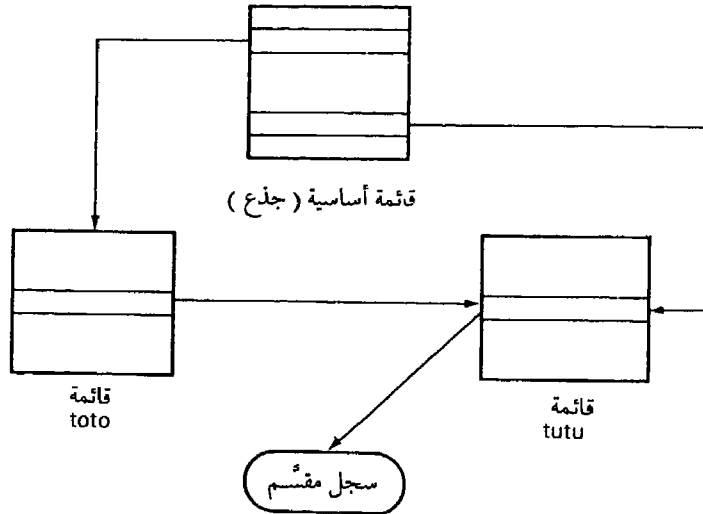 قائمة أساسية ( جذع )
قائمة
toto
قائمة
tutu
سجل مقسَّم